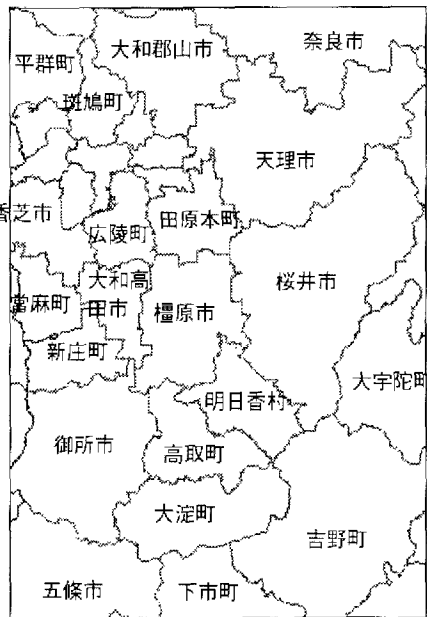 奈良市
大和郡山市
平群町
斑鳩町
天理市
香芝市
広陵町
田原本町
桜井市
大和高
田市
當麻町
橿原市
新庄町
大宇陀町
明日香村
御所市
高取町
大淀町
吉野町
五條市
下市町